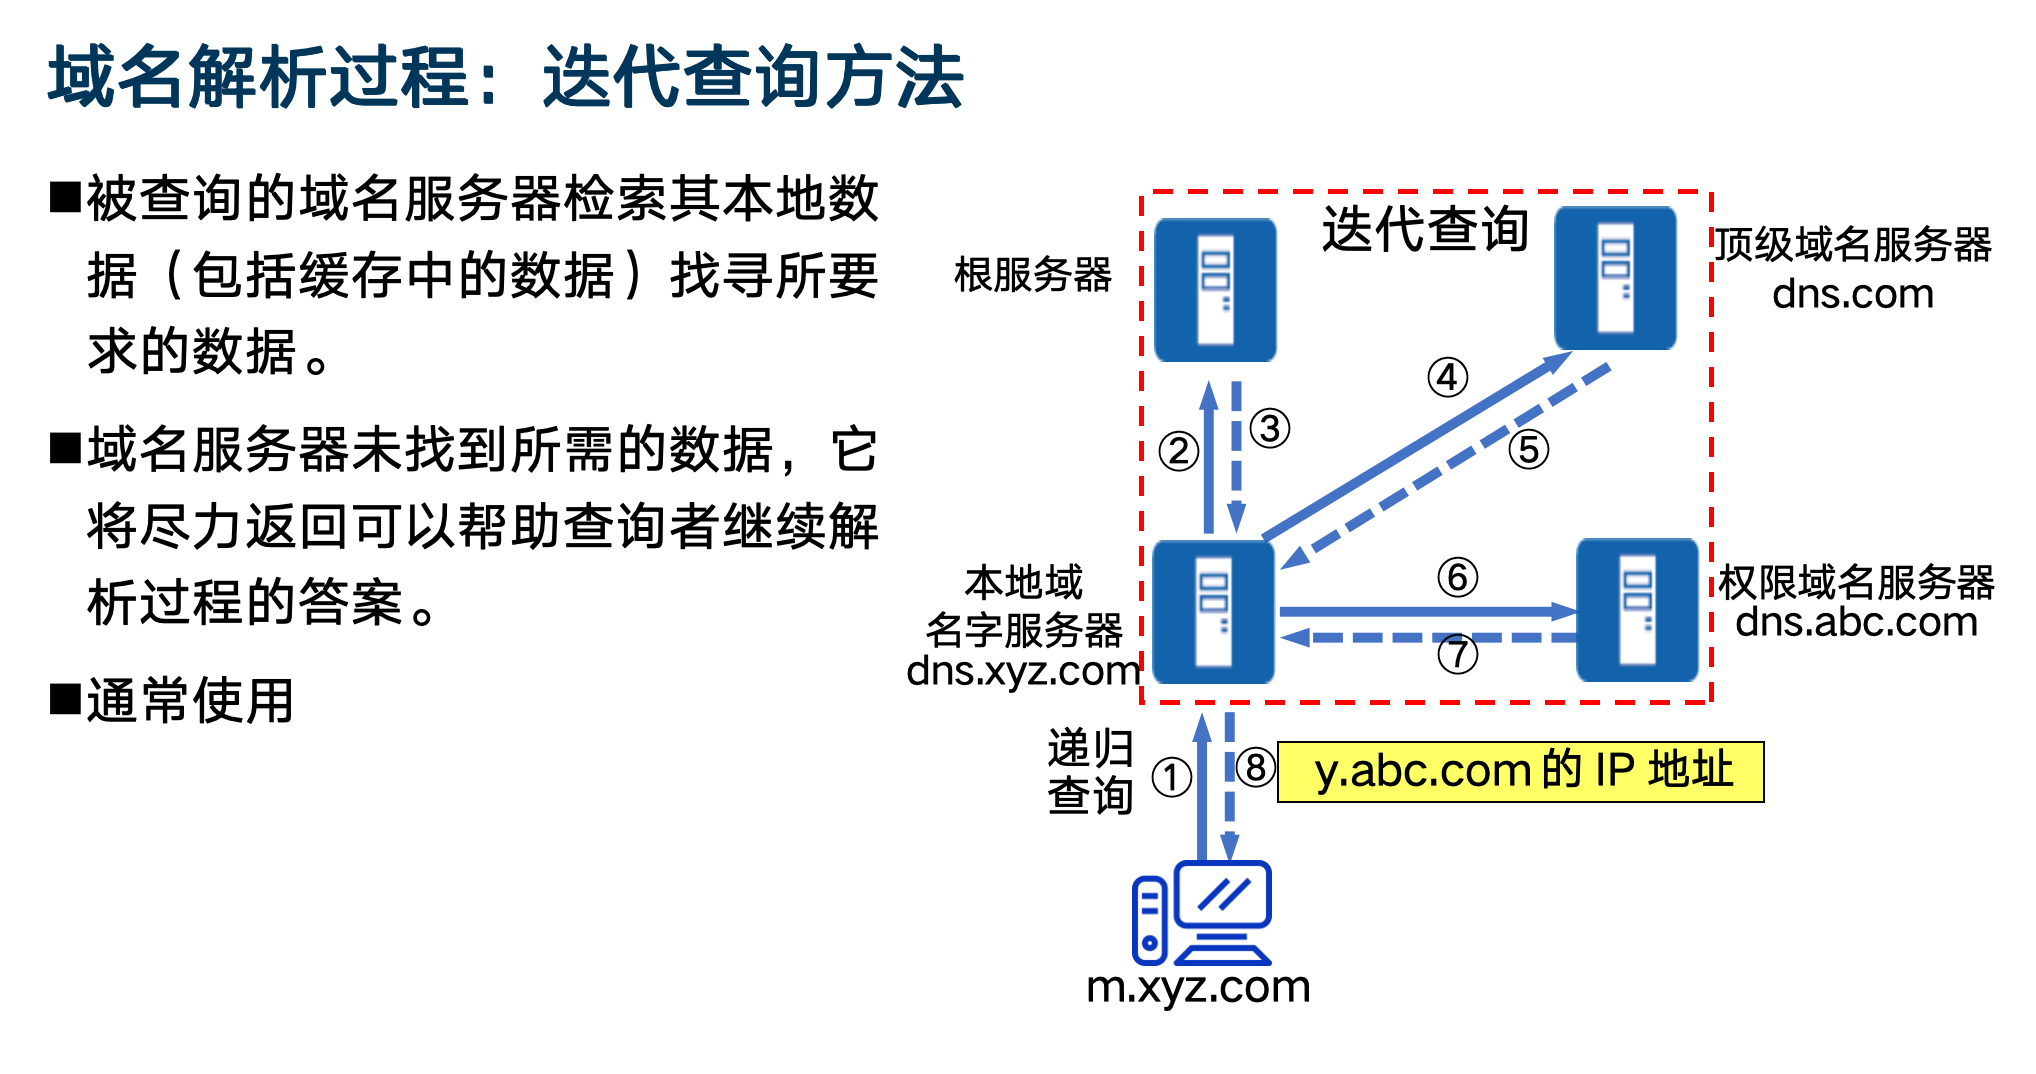 域名解析过程：迭代查询方法
■被查询的域名服务器检索其本地数
据（包括缓存中的数据）找寻所要
求的数据。
■域名服务器未找到所需的数据，它
将尽力返回可以帮助查询者继续解
析过程的答案。
■通常使用
迭代查询
根服务器
顶级域名服务器
dns.com
④
③
②
⑤
本地域
名字服务器
dns.xyz.com
⑥
⑦
权限域名服务器
dns.abc.com
递归
查询
①
⑧
y.abc.com 的 IP 地址
m.xyz.com